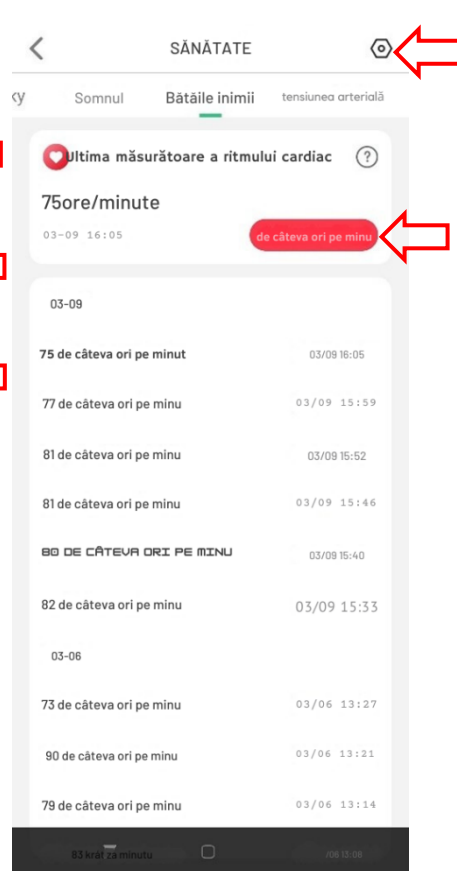 SĂNĂTATE
ky Somnul Bătăile inimii tensiunea arterială
Ultima măsurătoare a ritmului cardiac ?
75ore/minute
03-09 16:05 de câteva ori pe minu
03-09
75 de câteva ori pe minut 03/09 16:05
77 de câteva ori pe minu 03/09 15:59
81 de câteva ori pe minu 03/09 15:52
81 de câteva ori pe minu 03/09 15:46
80 DE CÂTEVA ORI PE MINU 03/09 15:40
82 de câteva ori pe minu 03/09 15:33
03-06
73 de câteva ori pe minu 03/06 13:27
90 de câteva ori pe minu 03/06 13:21
79 de câteva ori pe minu 03/06 13:14
83 krát za minutu /06 13:08